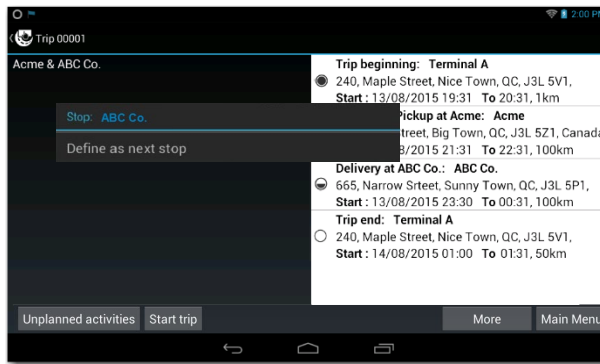 2:00 PM
Trip 00001
Acme & ABC Co.
Stop: ABC Co.
Define as next stop
Trip beginning: Terminal A
240, Maple Street, Nice Town, QC, J3L 5V1,
Start : 13/08/2015 19:31 To 20:31, 1km
Pickup at Acme: Acme
treet, Big Town, QC, J3L 5Z1, Canada
8/2015 21:31 To 22:31, 100km
Delivery at ABC Co.: ABC Co.
665, Narrow Srteet, Sunny Town, QC, J3L 5P1,
Start : 13/08/2015 23:30 To 00:31, 100km
Trip end: Terminal A
240, Maple Street, Nice Town, QC, J3L 5V1,
Start : 14/08/2015 01:00 To 01:31, 50km
Unplanned activities Start trip More Main Menu